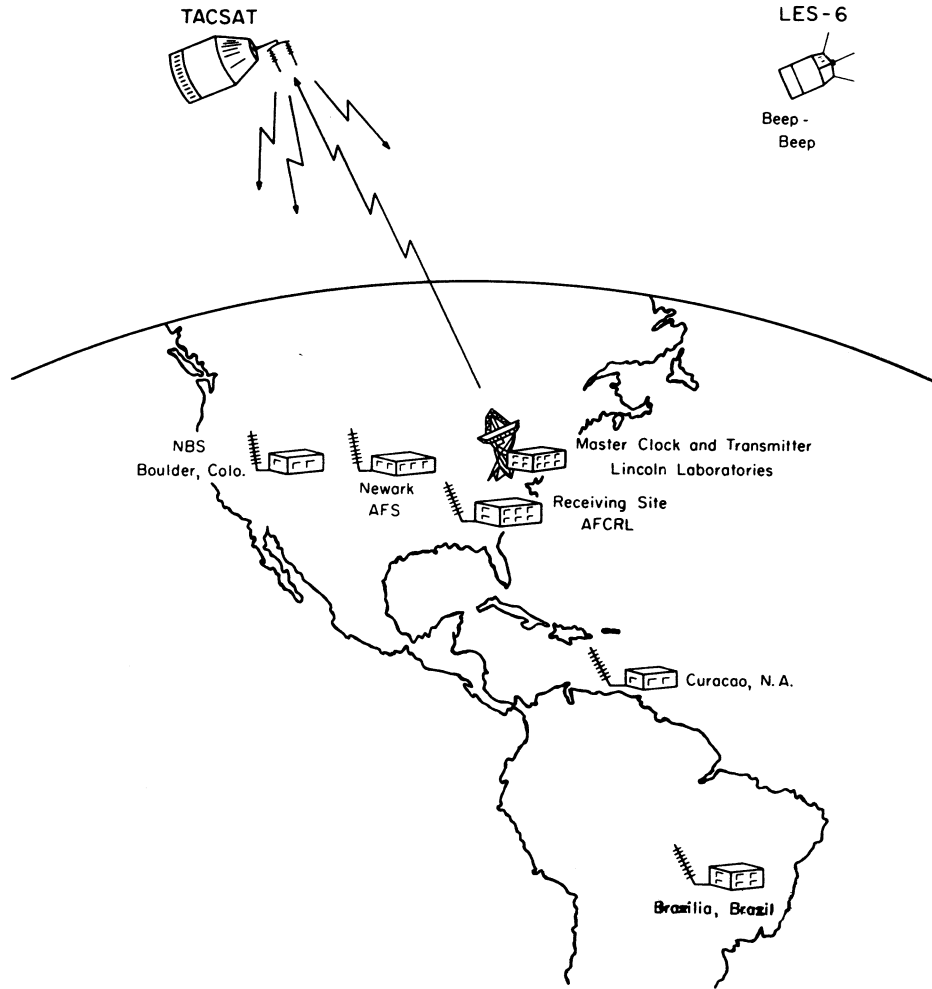 TACSAT
LES-6
Beep-
Beep
NBS
Boulder, Colo.
Newark
AFS
Master Clock and Transmitter
Lincoln Laboratories
Receiving Site
AFCRL
Curacao, N.A.
Brazilia, Brazil